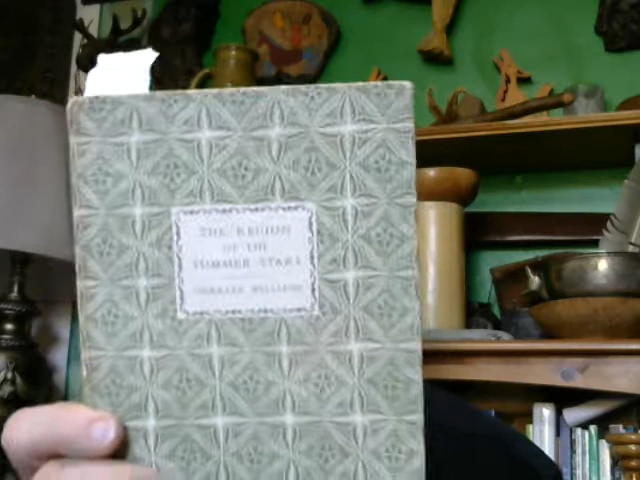 THE REGION
OF THE
SUMMER STARS
CHARLES WILLIAMS